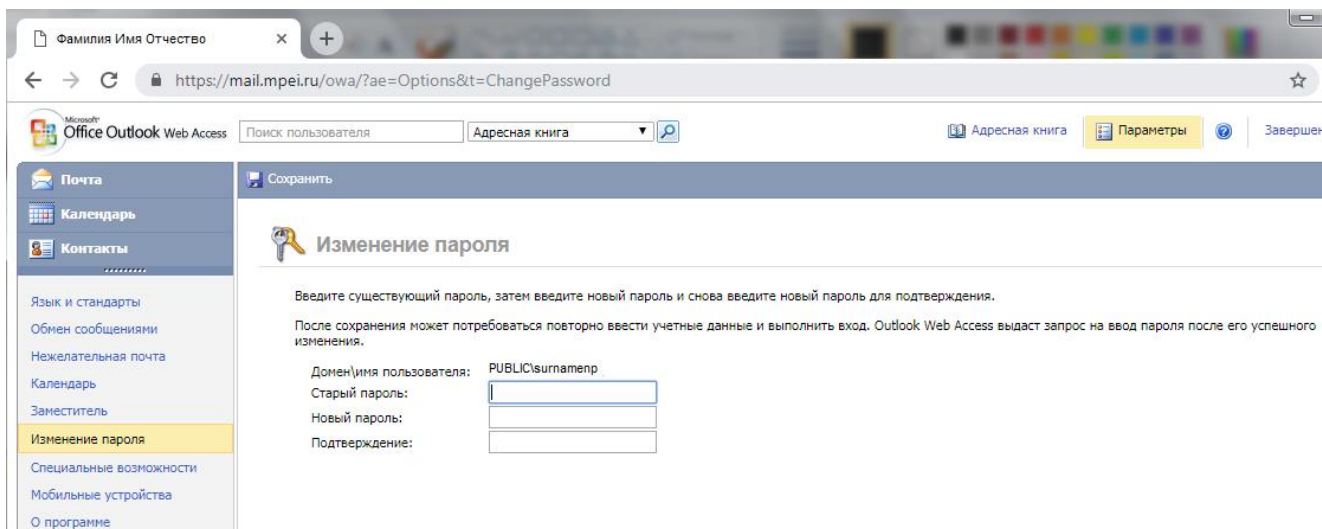 Фамилия Имя Отчество
https://mail.mpei.ru/owa/?ae=Options&t=ChangePassword
Microsoft
Office Outlook Web Access
Поиск пользователя
Адресная книга
Адресная книга
Параметры
Завершен
Почта
Сохранить
Календарь
Контакты
Изменение пароля
Введите существующий пароль, затем введите новый пароль и снова введите новый пароль для подтверждения.
После сохранения может потребоваться повторно ввести учетные данные и выполнить вход. Outlook Web Access выдаст запрос на ввод пароля после его успешного
изменения.
Домен\имя пользователя: PUBLIC\surnamenp
Старый пароль:
Новый пароль:
Подтверждение:
Язык и стандарты
Обмен сообщениями
Нежелательная почта
Календарь
Заместитель
Изменение пароля
Специальные возможности
Мобильные устройства
О программе